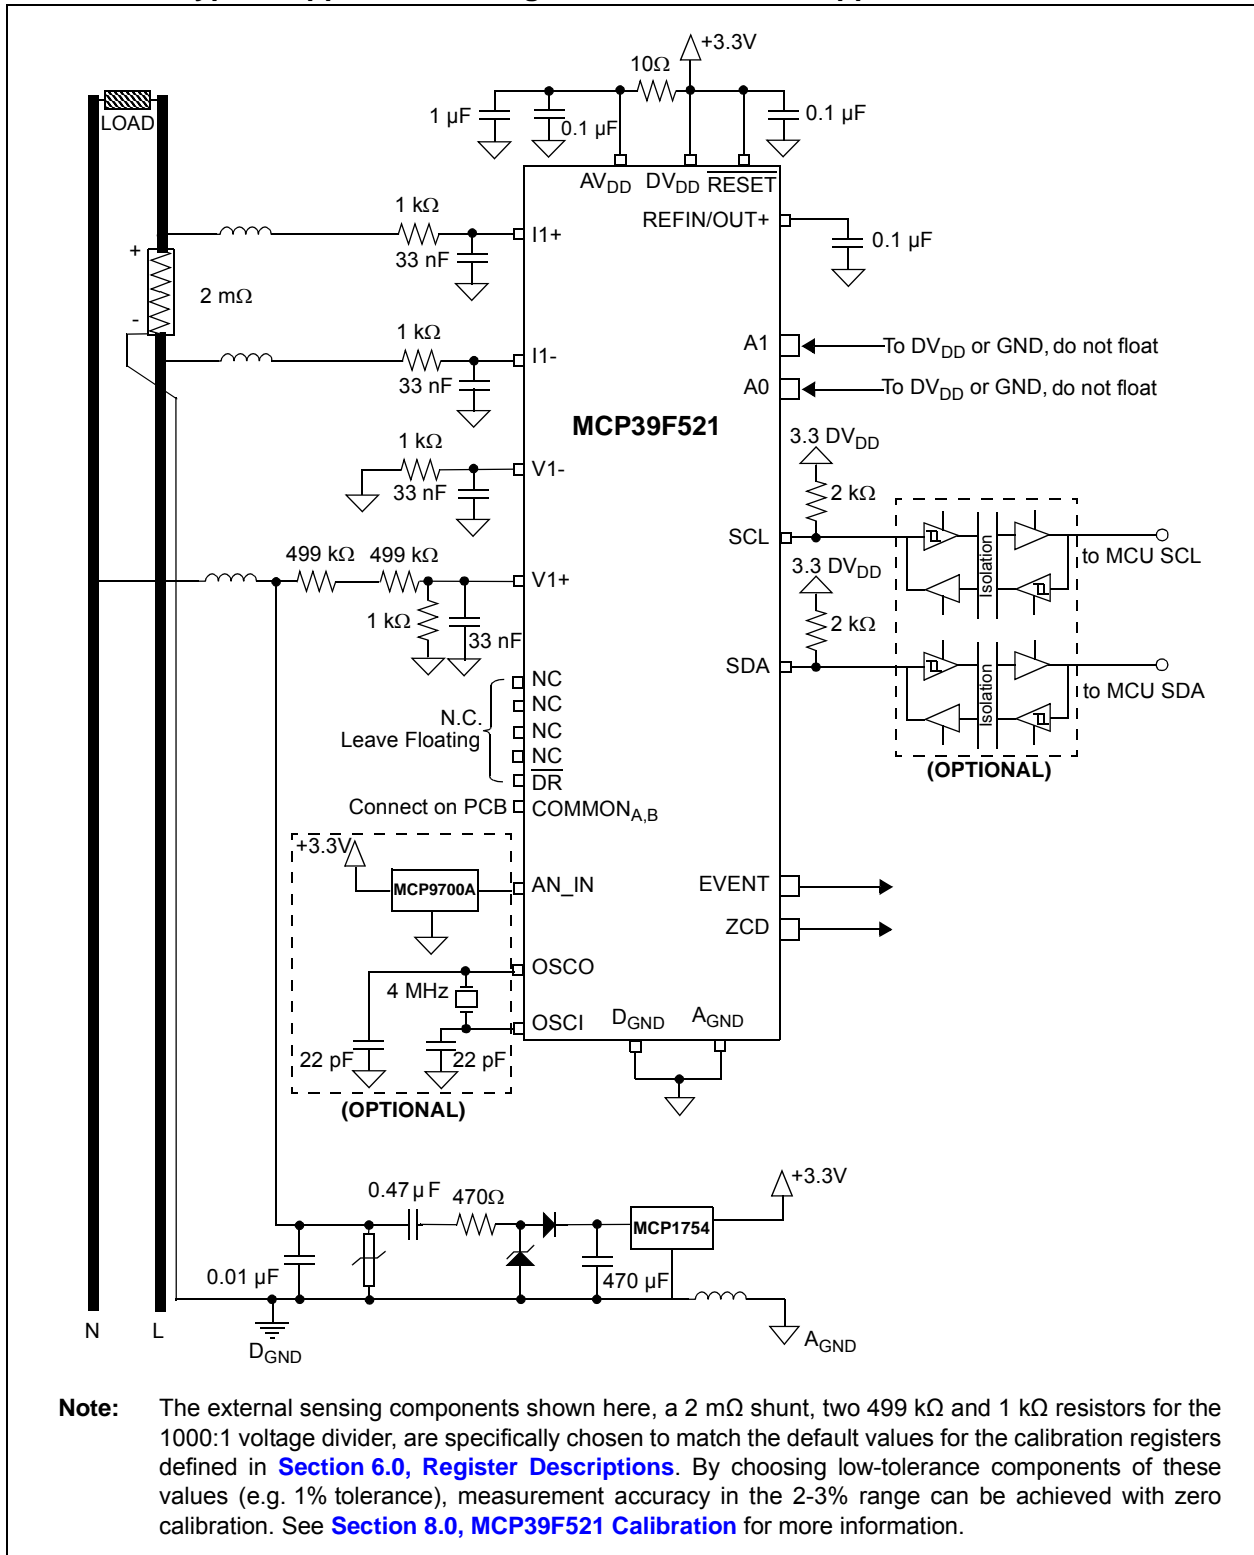 +3.3V
10Ω
1 µF
0.1 µF
0.1 µF
LOAD
AVDD DVDD RESET
REFIN/OUT+
0.1 µF
1 kΩ
I1+
33 nF
+
2 mΩ
-
1 kΩ
I1-
33 nF
A1
To DVDD or GND, do not float
A0
To DVDD or GND, do not float
MCP39F521
1 kΩ
V1-
33 nF
3.3 DVDD
2 kΩ
SCL
Isolation
to MCU SCL
499 kΩ 499 kΩ
V1+
1 kΩ
33 nF
3.3 DVDD
2 kΩ
SDA
Isolation
to MCU SDA
(OPTIONAL)
NC
NC
N.C.
Leave Floating
NC
NC
DR
Connect on PCB
COMMONA,B
+3.3V
MCP9700A
AN_IN
EVENT
ZCD
OSCO
4 MHz
OSCI
22 pF
22 pF
(OPTIONAL)
DGND
AGND
0.47µF
470Ω
+3.3V
MCP1754
0.01 µF
470 µF
N
L
DGND
AGND
Note: The external sensing components shown here, a 2 mΩ shunt, two 499 kΩ and 1 kΩ resistors for the
1000:1 voltage divider, are specifically chosen to match the default values for the calibration registers
defined in Section 6.0, Register Descriptions. By choosing low-tolerance components of these
values (e.g. 1% tolerance), measurement accuracy in the 2-3% range can be achieved with zero
calibration. See Section 8.0, MCP39F521 Calibration for more information.